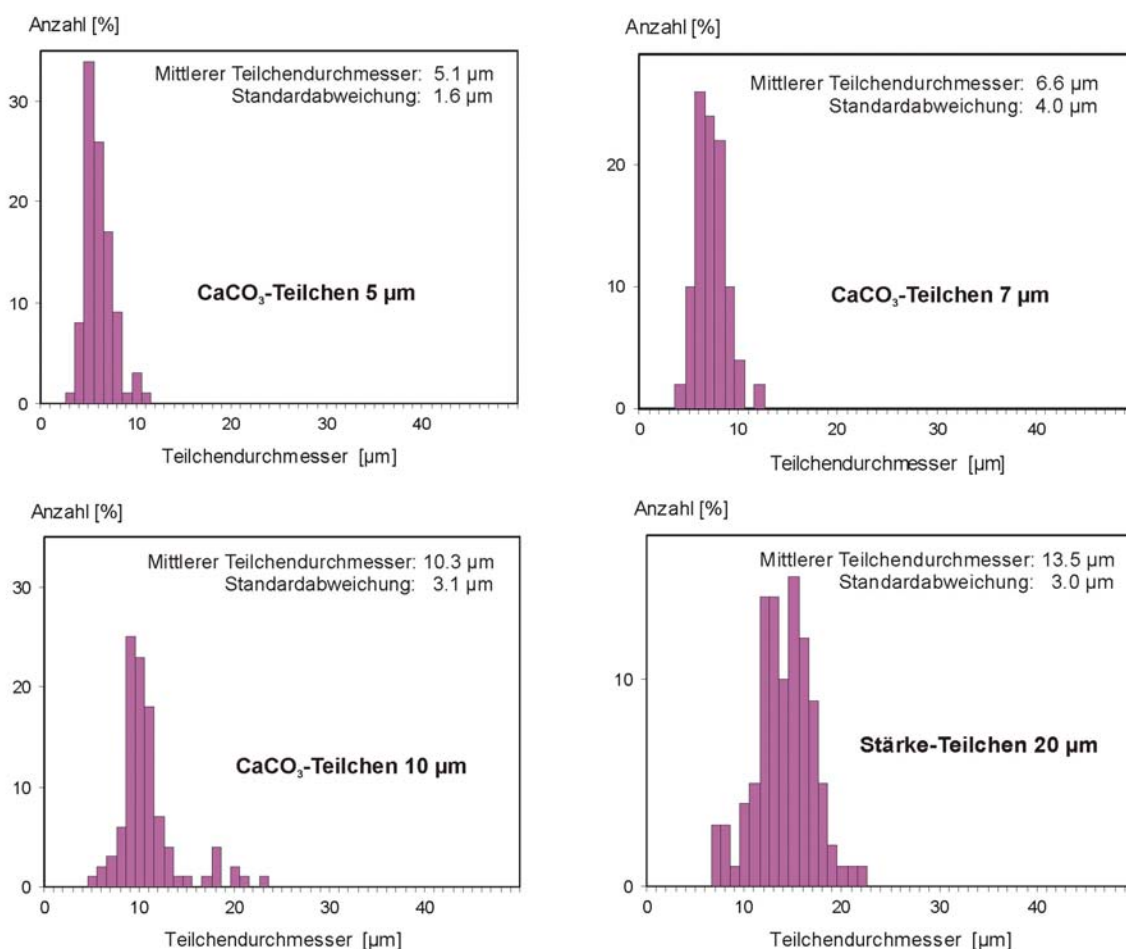 Anzahl [%]
Mittlerer Teilchendurchmesser: 5.1 µm
Standardabweichung: 1.6 µm
30
20
10
0
CaCO₃-Teilchen 5 µm
0 10 20 30 40
Teilchendurchmesser [µm]
Anzahl [%]
Mittlerer Teilchendurchmesser: 6.6 µm
Standardabweichung: 4.0 µm
20
10
0
CaCO₃-Teilchen 7 µm
0 10 20 30 40
Teilchendurchmesser [µm]
Anzahl [%]
Mittlerer Teilchendurchmesser: 10.3 µm
Standardabweichung: 3.1 µm
30
20
10
0
CaCO₃-Teilchen 10 µm
0 10 20 30 40
Teilchendurchmesser [µm]
Anzahl [%]
Mittlerer Teilchendurchmesser: 13.5 µm
Standardabweichung: 3.0 µm
10
0
Stärke-Teilchen 20 µm
0 10 20 30 40
Teilchendurchmesser [µm]